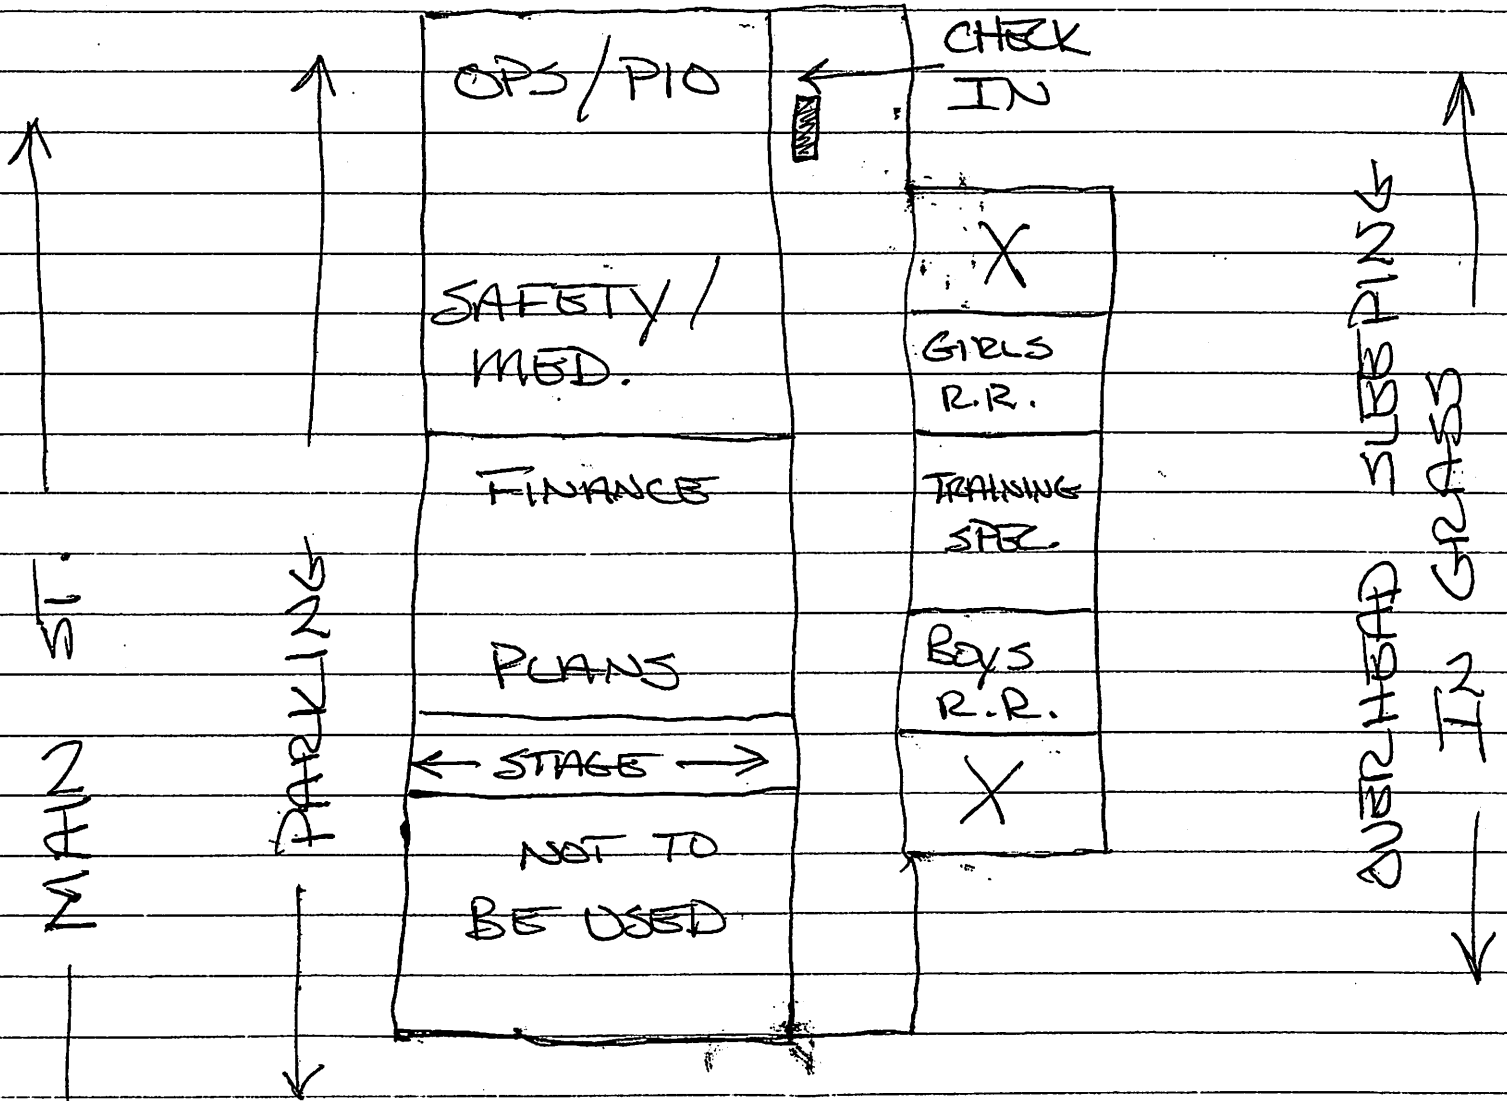 CHECK
IN
OPS/PIO
SAFETY/
MED.
FINANCE
PLANS
STAGE
NOT TO
BE USED
X
GIRLS
R.R.
TRAINING
SPEC.
BOYS
R.R.
X
MAIN ST.
PARKING
OVERHEAD SLEEPING
IN GRASS